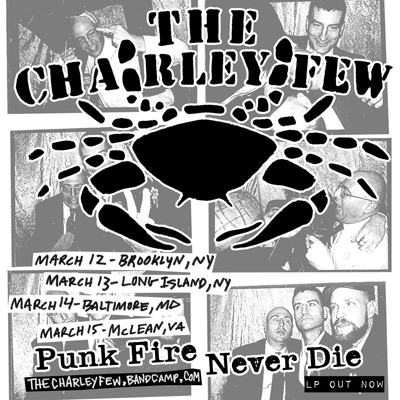 THE
CHARLEY FEW
MARCH 12 - BROOKLYN, NY
MARCH 13 - LONG ISLAND, NY
MARCH 14 - BALTIMORE, MD
MARCH 15 - McLEAN, VA
Punk Fire Never Die
THECHARLEYFEW.BANDCAMP.COM
LP OUT NOW